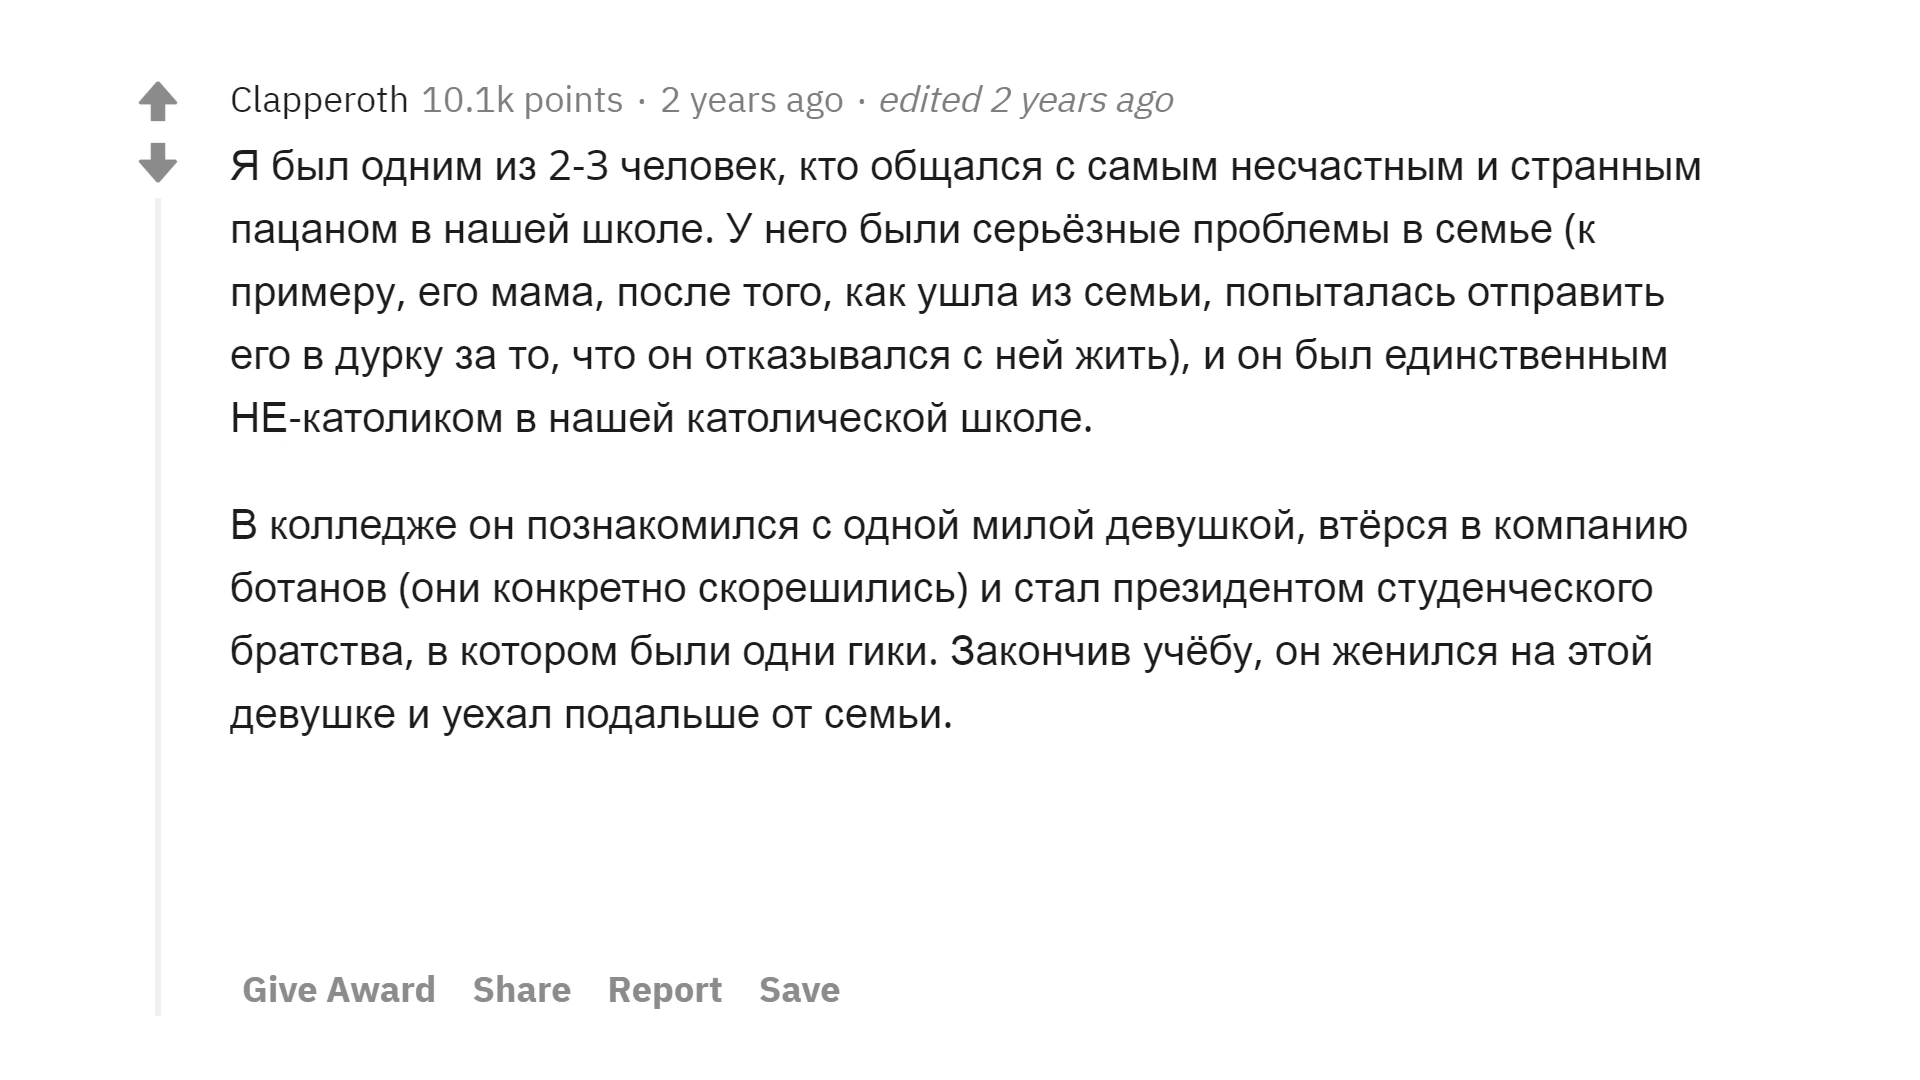 Clapperoth 10.1k points · 2 years ago · edited 2 years ago
Я был одним из 2-3 человек, кто общался с самым несчастным и странным
пацаном в нашей школе. У него были серьёзные проблемы в семье (к
примеру, его мама, после того, как ушла из семьи, попыталась отправить
его в дурку за то, что он отказывался с ней жить), и он был единственным
НЕ-католиком в нашей католической школе.
В колледже он познакомился с одной милой девушкой, втёрся в компанию
ботанов (они конкретно скорешились) и стал президентом студенческого
братства, в котором были одни гики. Закончив учёбу, он женился на этой
девушке и уехал подальше от семьи.
Give Award Share Report Save